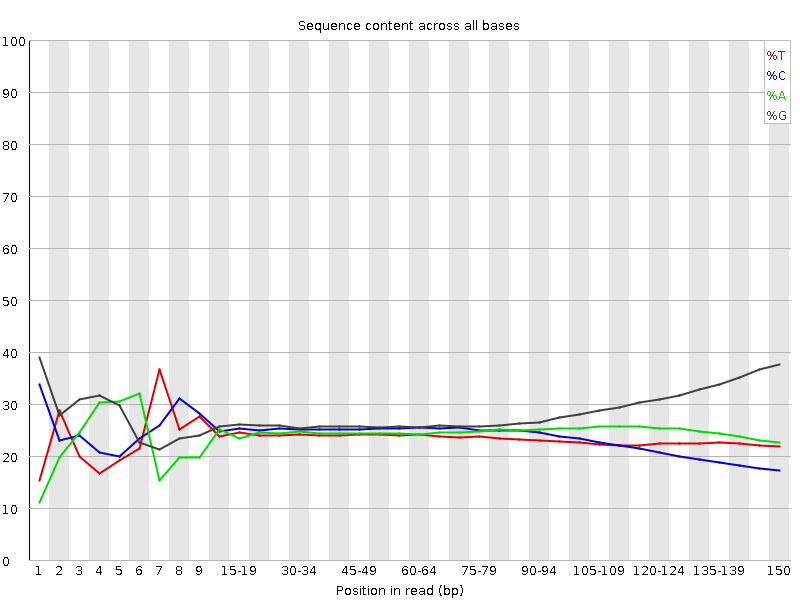 Sequence content across all bases
100
90
80
70
60
50
40
30
20
10
0
%T
%C
%A
%G
1 2 3 4 5 6 7 8 9 15-19 30-34 45-49 60-64 75-79 90-94 105-109 120-124 135-139 150
Position in read (bp)